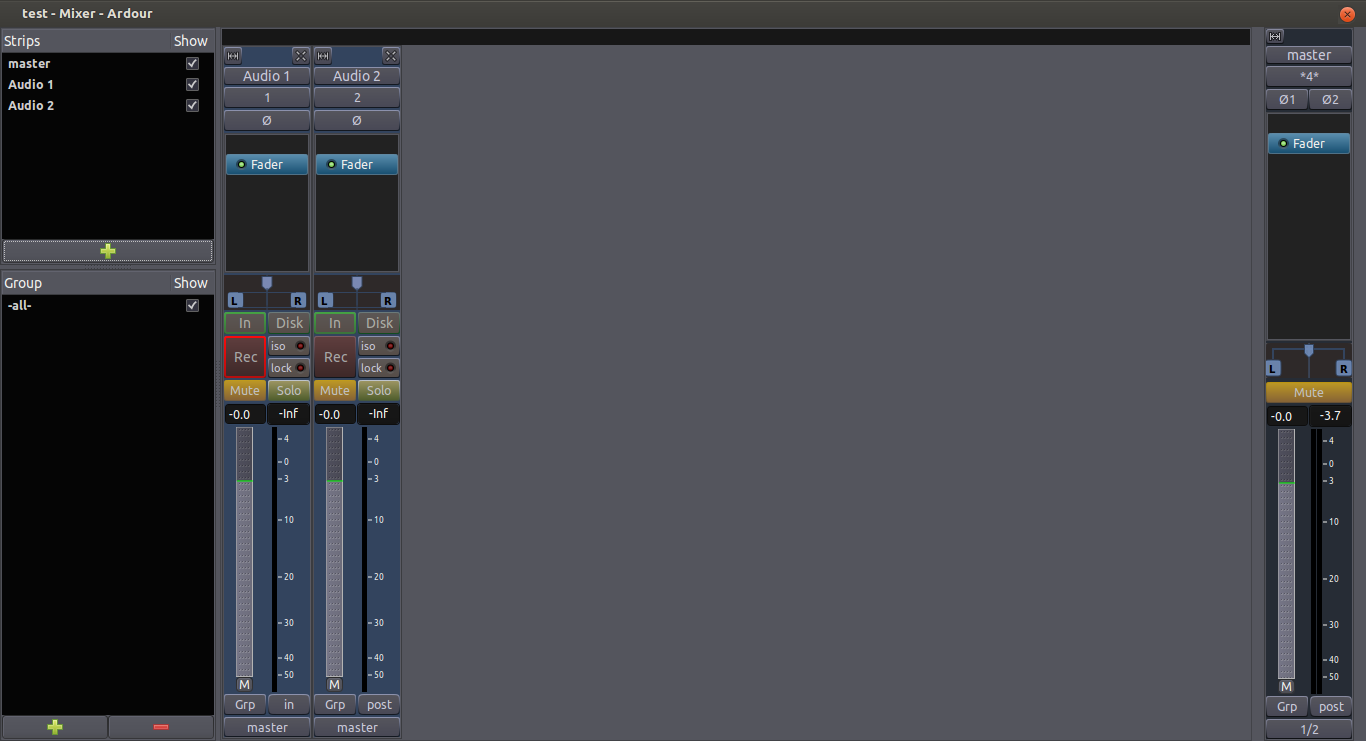 test - Mixer - Ardour
Strips Show
master
Audio 1
Audio 2
Group Show
-all-
Audio 1
1
Ø
Fader
L R
In Disk
Rec iso
lock
Mute Solo
-0.0 -Inf
4
0
3
10
20
30
40
50
M
Grp in
master
Audio 2
2
Ø
Fader
L R
In Disk
Rec iso
lock
Mute Solo
-0.0 -Inf
4
0
3
10
20
30
40
50
M
Grp post
master
master
*4*
Ø1 Ø2
Fader
L R
Mute
-0.0 -3.7
4
0
3
10
20
30
40
50
M
Grp post
1/2